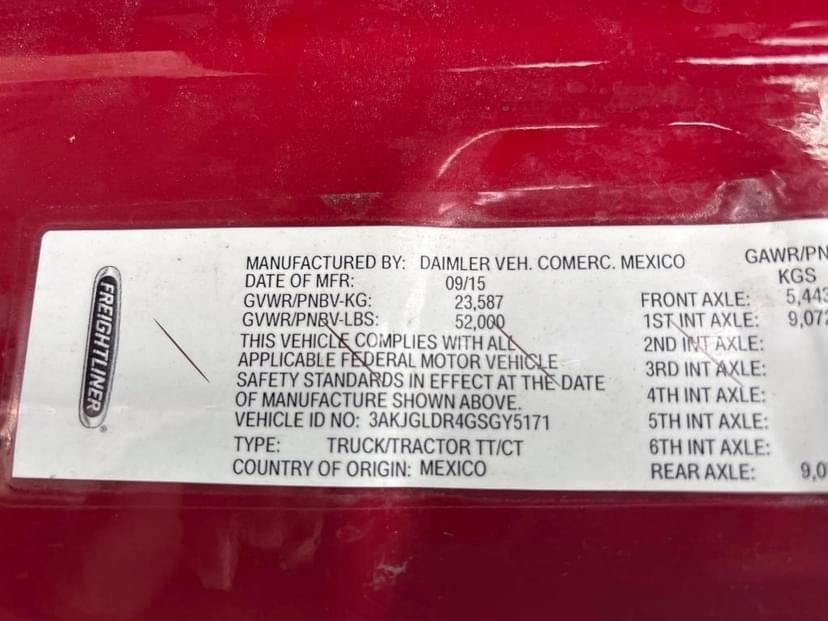 FREIGHTLINER
MANUFACTURED BY: DAIMLER VEH. COMERC. MEXICO
DATE OF MFR: 09/15
GVWR/PNBV-KG: 23,587
GVWR/PNBV-LBS: 52,000
THIS VEHICLE COMPLIES WITH ALL
APPLICABLE FEDERAL MOTOR VEHICLE
SAFETY STANDARDS IN EFFECT AT THE DATE
OF MANUFACTURE SHOWN ABOVE.
VEHICLE ID NO: 3AKJGLDR4GSGY5171
TYPE: TRUCK/TRACTOR TT/CT
COUNTRY OF ORIGIN: MEXICO
GAWR/PN
KGS
FRONT AXLE: 5,443
1ST INT AXLE: 9,072
2ND INT AXLE:
3RD INT AXLE:
4TH INT AXLE:
5TH INT AXLE:
6TH INT AXLE:
REAR AXLE: 9,0